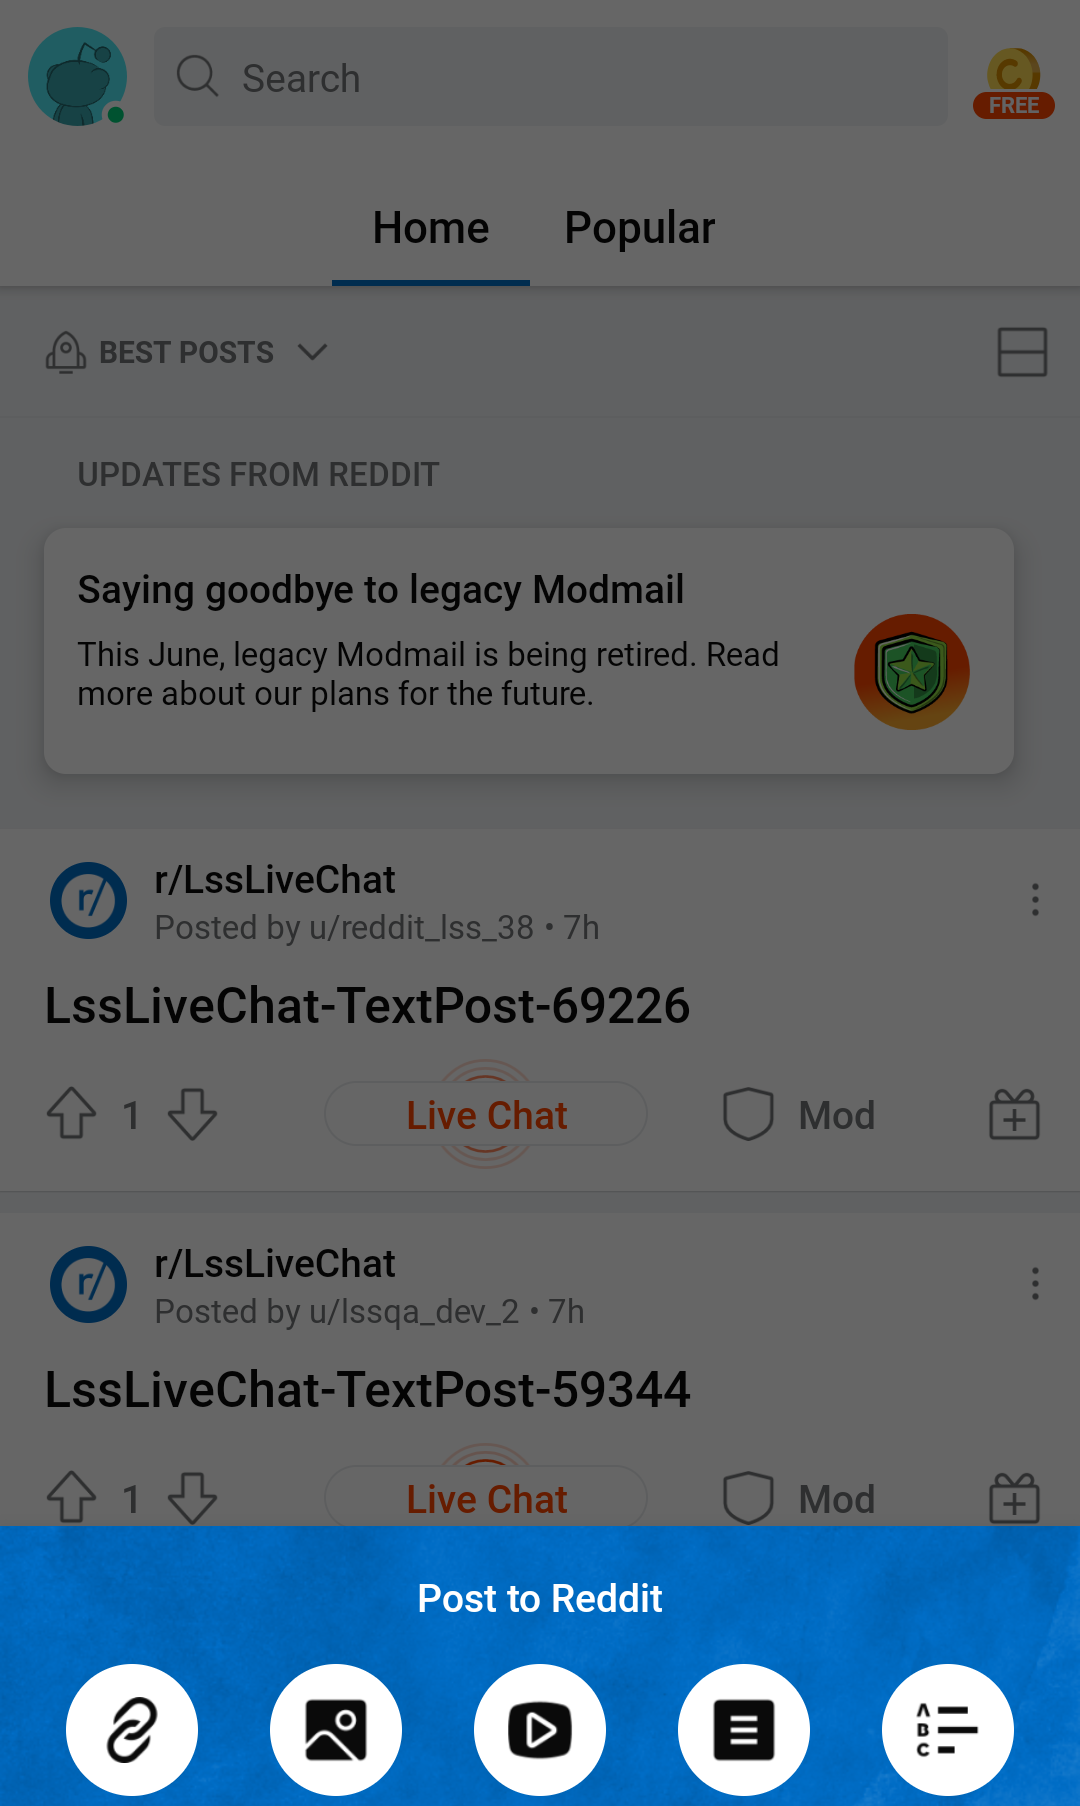 Search
FREE
Home Popular
BEST POSTS
UPDATES FROM REDDIT
Saying goodbye to legacy Modmail
This June, legacy Modmail is being retired. Read
more about our plans for the future.
r/
r/LssLiveChat
Posted by u/reddit_lss_38 • 7h
LssLiveChat-TextPost-69226
1 Live Chat Mod
r/
r/LssLiveChat
Posted by u/lssqa_dev_2 • 7h
LssLiveChat-TextPost-59344
1 Live Chat Mod
Post to Reddit
A
B
C